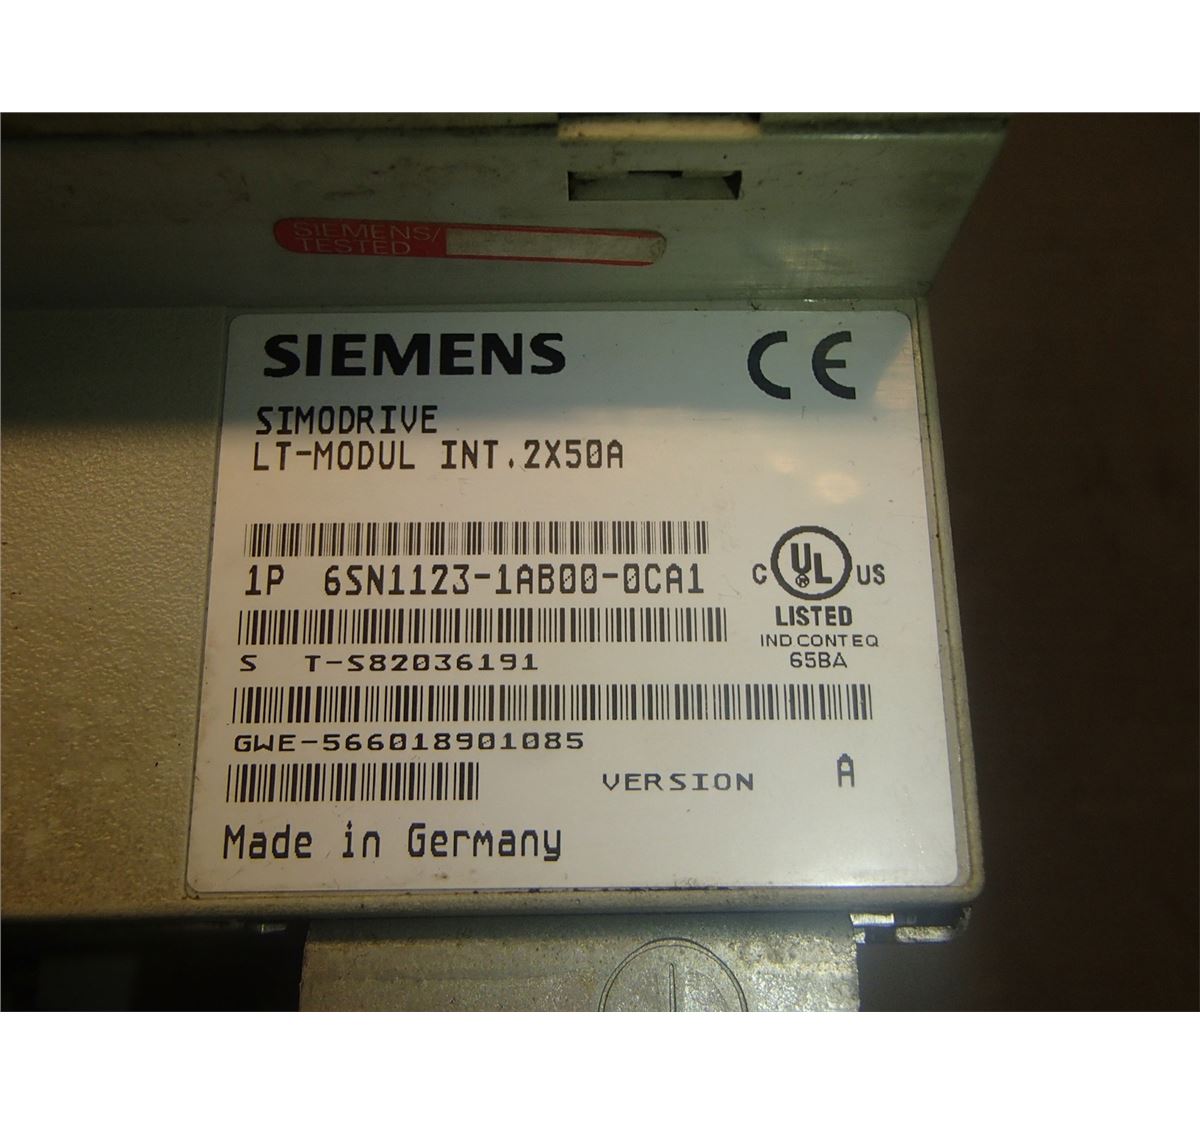 SIEMENS/
TESTED
SIEMENS
CE
SIMODRIVE
LT-MODUL INT.2X50A
1P 6SN1123-1AB00-0CA1
C UL US
®
LISTED
IND CONT EQ
65BA
S T-S82036191
GWE-566018901085
VERSION A
Made in Germany